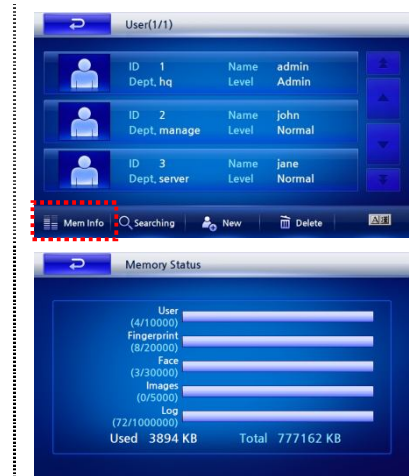 User(1/1)
ID 1 Name admin
Dept. hq Level Admin
ID 2 Name john
Dept. manage Level Normal
ID 3 Name jane
Dept. server Level Normal
Mem Info Searching New Delete
Memory Status
User
(4/10000)
Fingerprint
(8/20000)
Face
(3/30000)
Images
(0/5000)
Log
(72/1000000)
Used 3894 KB Total 777162 KB